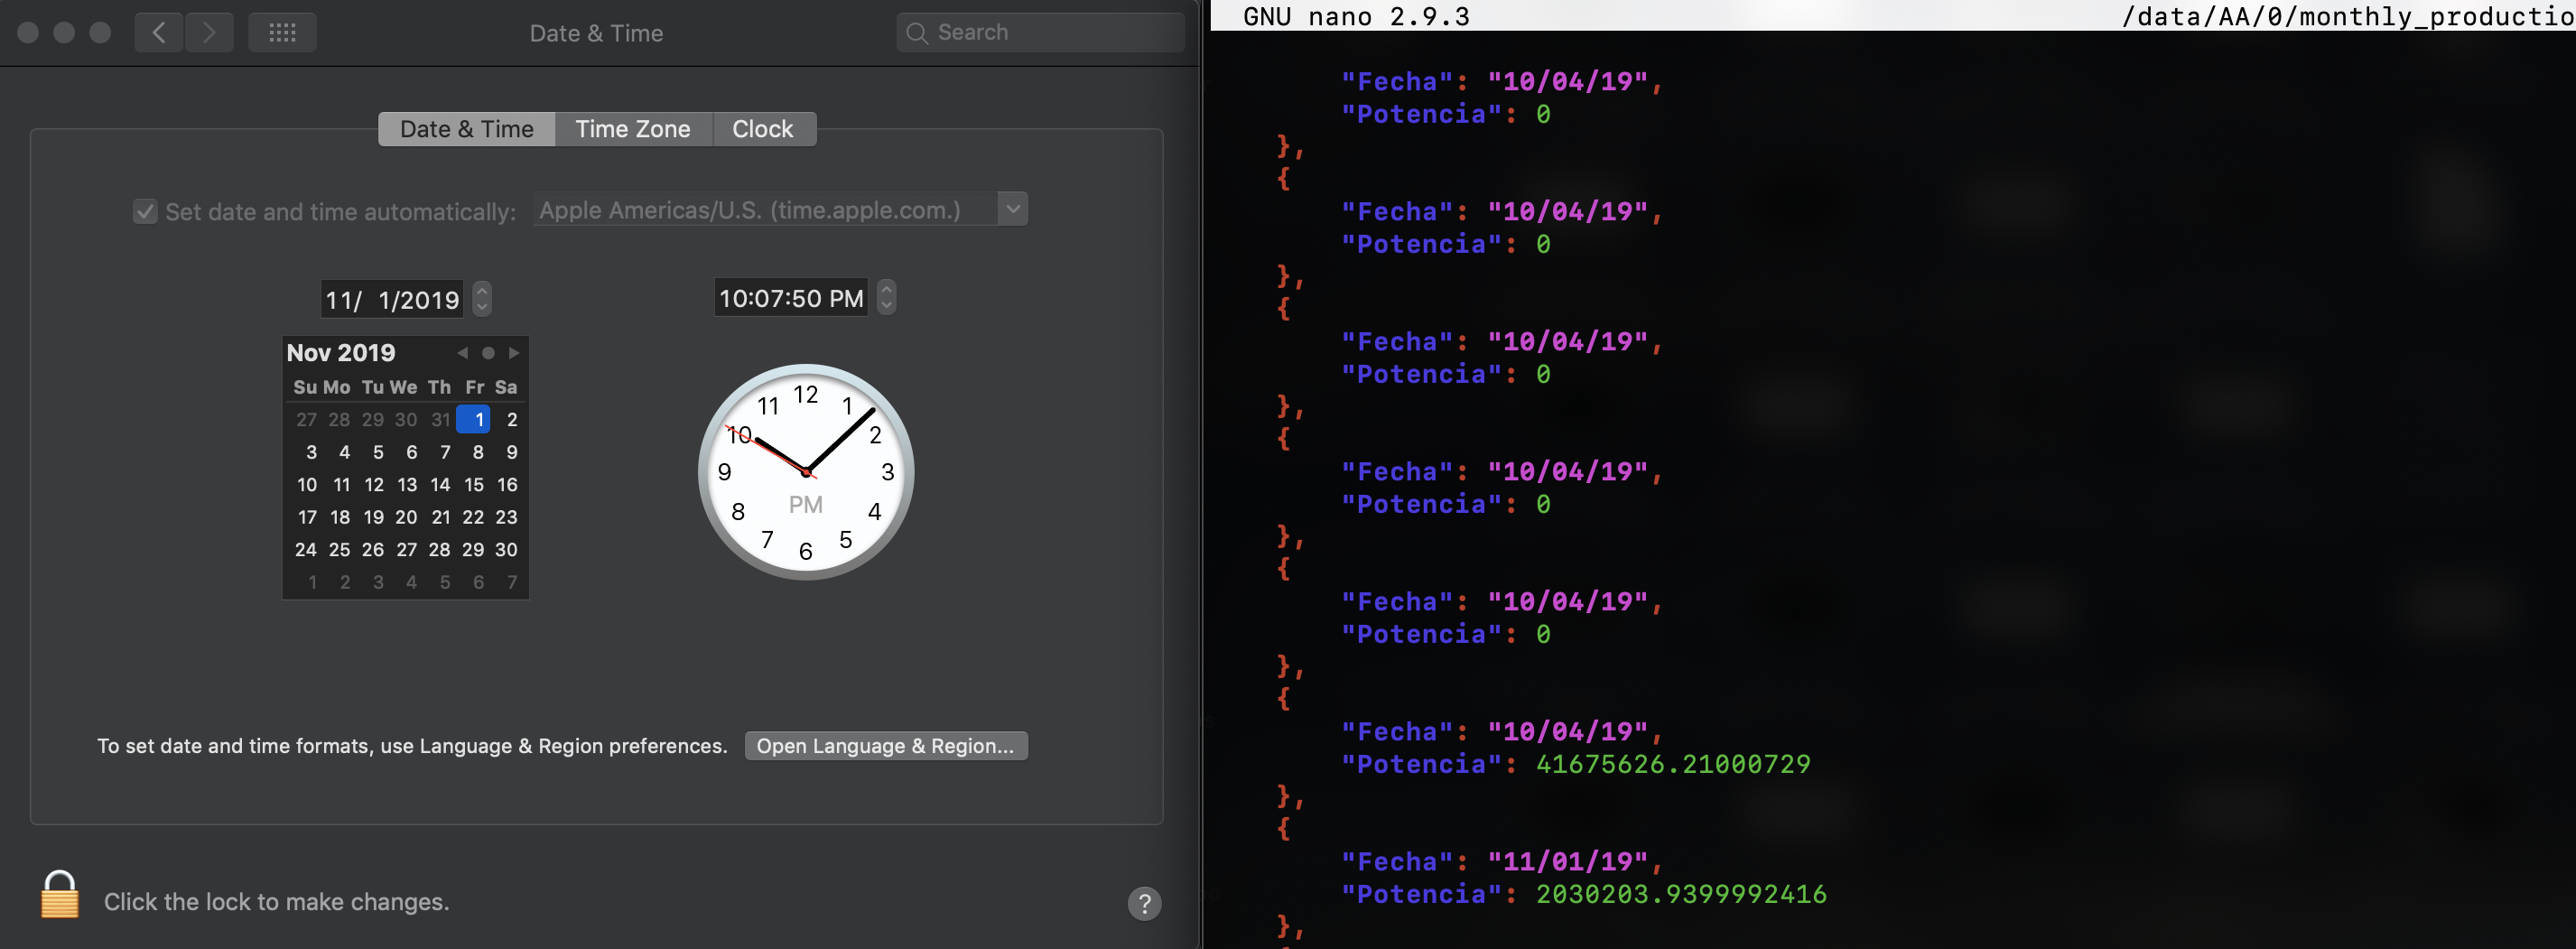 Date & Time
Search
Date & Time
Time Zone
Clock
Set date and time automatically:
Apple Americas/U.S. (time.apple.com.)
11/ 1/2019
10:07:50 PM
Nov 2019
Su Mo Tu We Th Fr Sa
27 28 29 30 31 1 2
3 4 5 6 7 8 9
10 11 12 13 14 15 16
17 18 19 20 21 22 23
24 25 26 27 28 29 30
1 2 3 4 5 6 7
12
1
2
3
4
5
6
7
8
9
10
11
PM
To set date and time formats, use Language & Region preferences.
Open Language & Region...
Click the lock to make changes.
?
GNU nano 2.9.3 /data/AA/0/monthly_productio
"Fecha": "10/04/19",
"Potencia": 0
},
{
"Fecha": "10/04/19",
"Potencia": 0
},
{
"Fecha": "10/04/19",
"Potencia": 0
},
{
"Fecha": "10/04/19",
"Potencia": 0
},
{
"Fecha": "10/04/19",
"Potencia": 0
},
{
"Fecha": "10/04/19",
"Potencia": 41675626.21000729
},
{
"Fecha": "11/01/19",
"Potencia": 2030203.9399992416
},